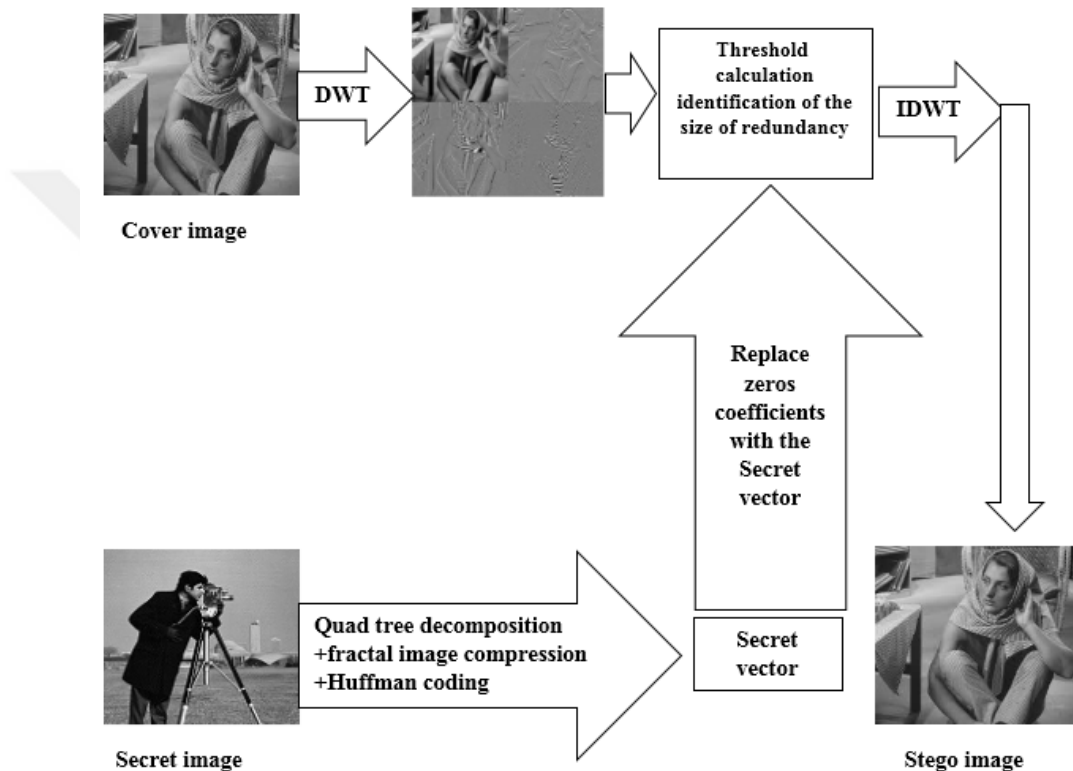 DWT
Threshold
calculation
identification of the
size of redundancy
IDWT
Cover image
Replace
zeros
coefficients
with the
Secret
vector
Quad tree decomposition
+fractal image compression
+Huffman coding
Secret
vector
Secret image
Stego image